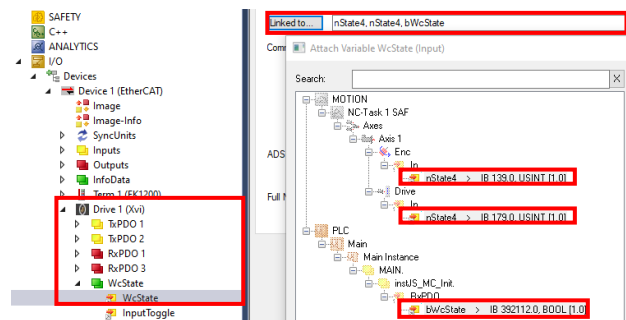 SAFETY
C++
ANALYTICS
I/O
Devices
Device 1 (EtherCAT)
Image
Image-Info
SyncUnits
Inputs
Outputs
InfoData
Term 1 (EK1200)
Drive 1 (Xvi)
TxPDO 1
TxPDO 2
RxPDO 1
RxPDO 3
WcState
WcState
InputToggle
Linked to... nState4, nState4, bWcState
Com
ADS
Full
Attach Variable WcState (Input)
Search: X
MOTION
NC-Task 1 SAF
Axes
Axis 1
Enc
In
nState4 > IB 139.0, USINT [1.0]
Drive
In
nState4 > IB 179.0, USINT [1.0]
PLC
Main
Main Instance
MAIN.
instJS_MC_Init.
RxPDO
bWcState > IB 392112.0, BOOL [1.0]